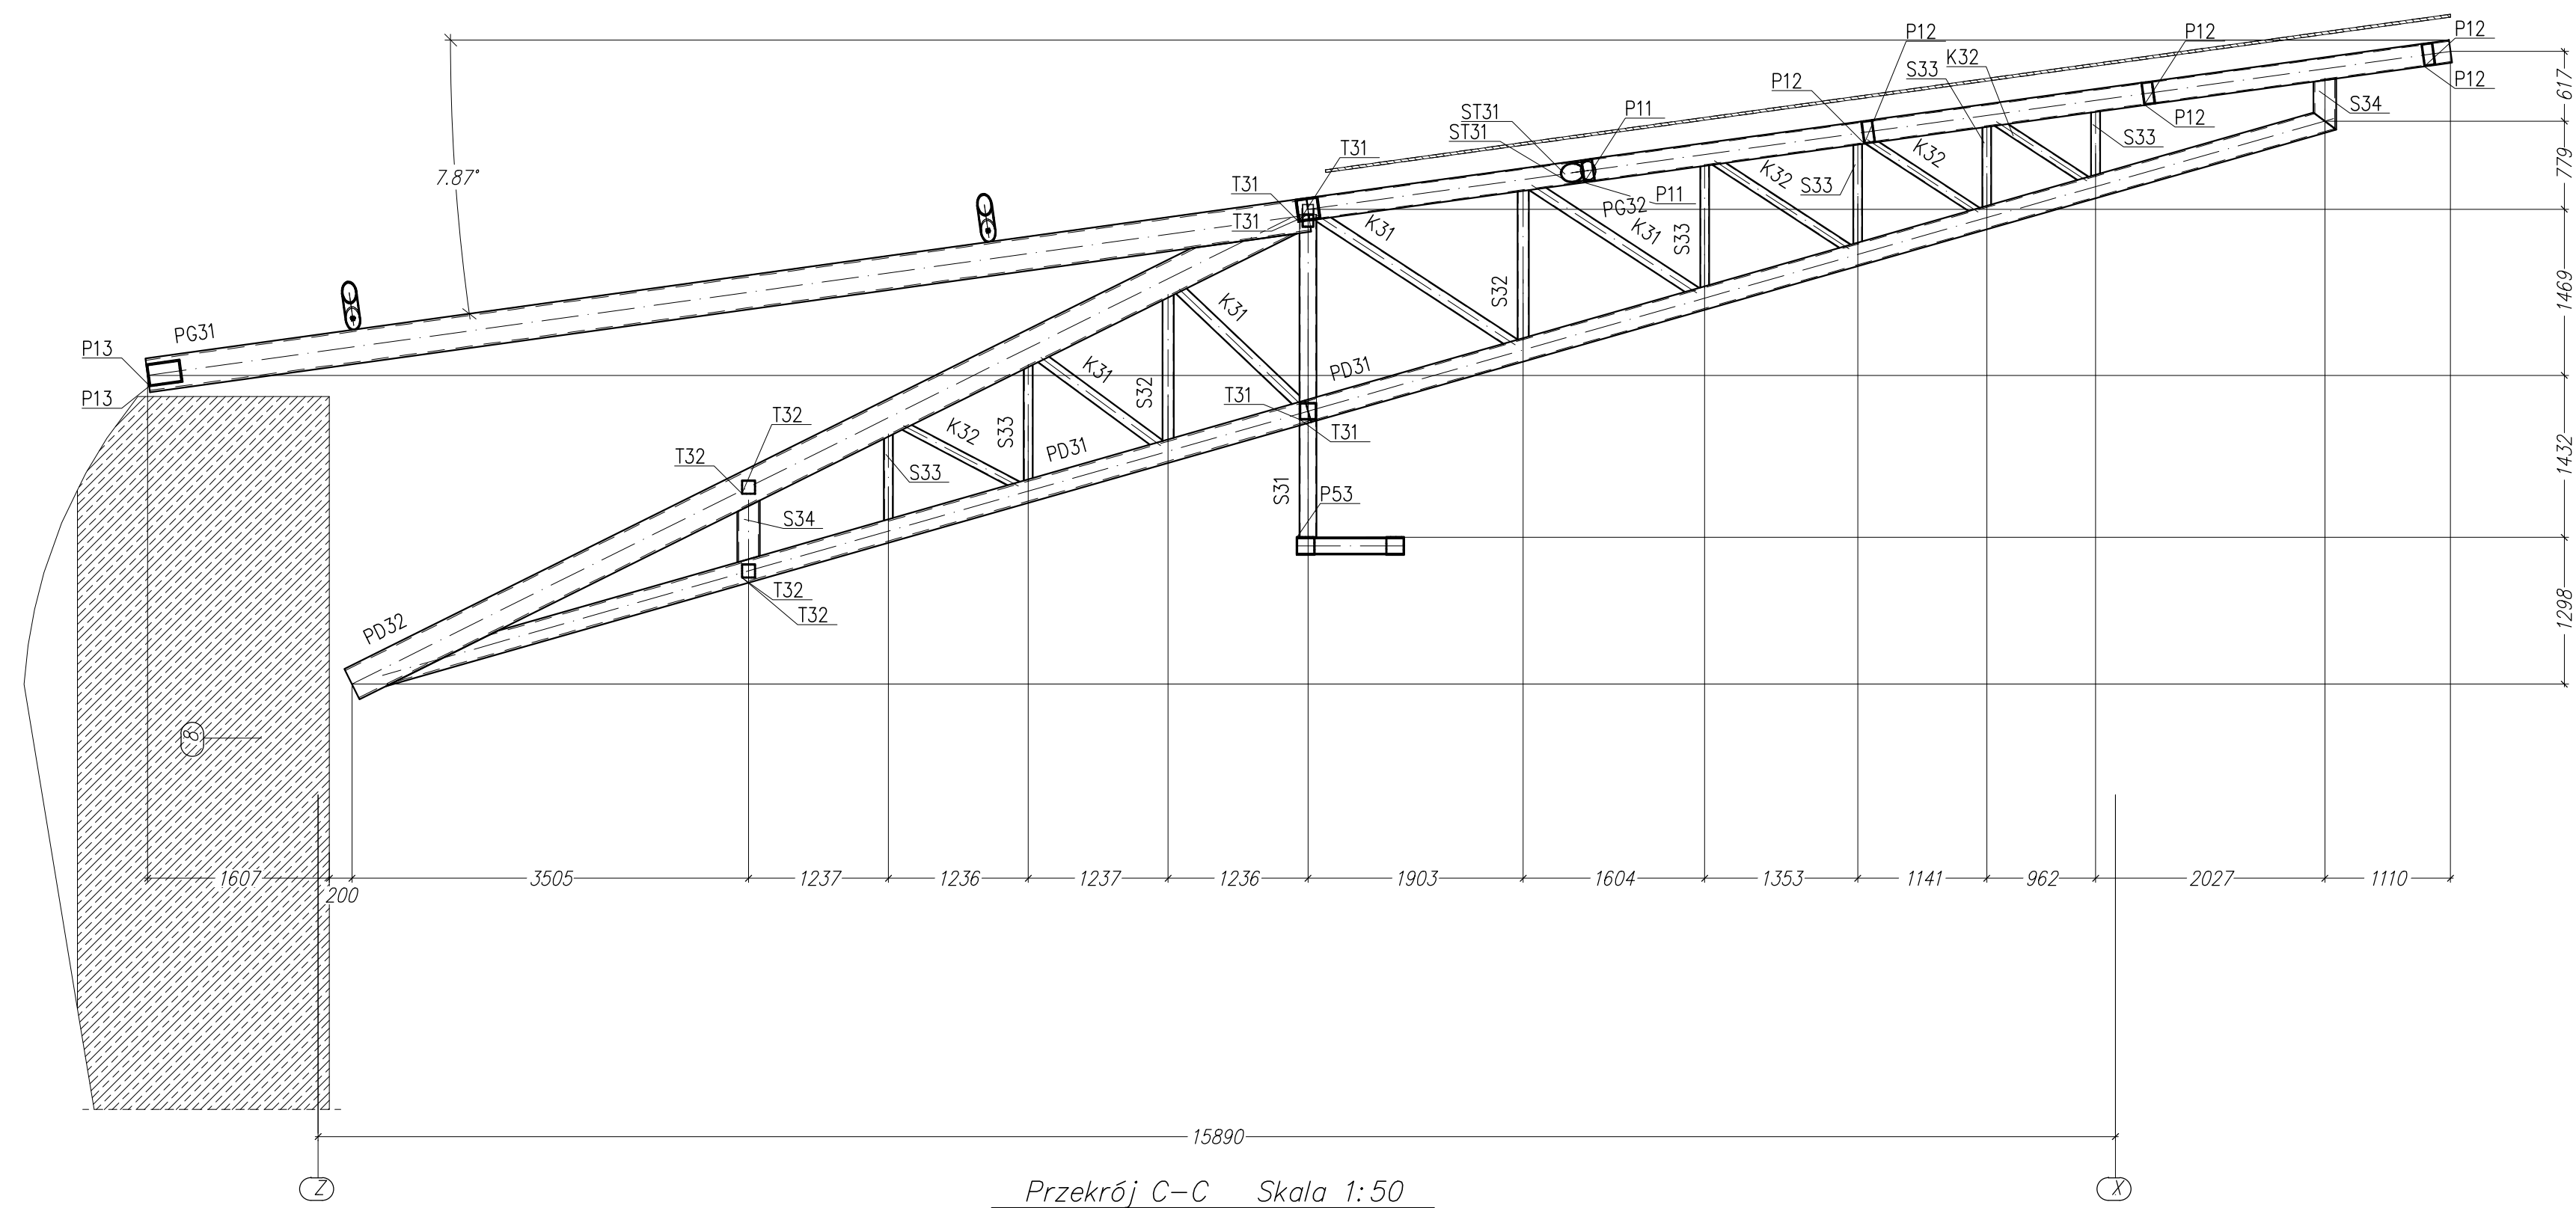 P12
P12
P12
K32
S33
P12
P12
617
S34
P12
ST31
P11
ST31
S33
T31
K32
K32
779
S33
T31
P11
PG32
T31
K31
K31
S33
7.87°
1469
S32
K31
PG31
P13
PD31
K31
S32
P13
T31
T32
T31
K32
S33
PD31
T32
1432
S33
S31
P53
S34
T32
T32
1298
PD32
8
1607
200
3505
1237
1236
1237
1236
1903
1604
1353
1141
962
2027
1110
15890
Z
X
Przekrój C-C Skala 1:50